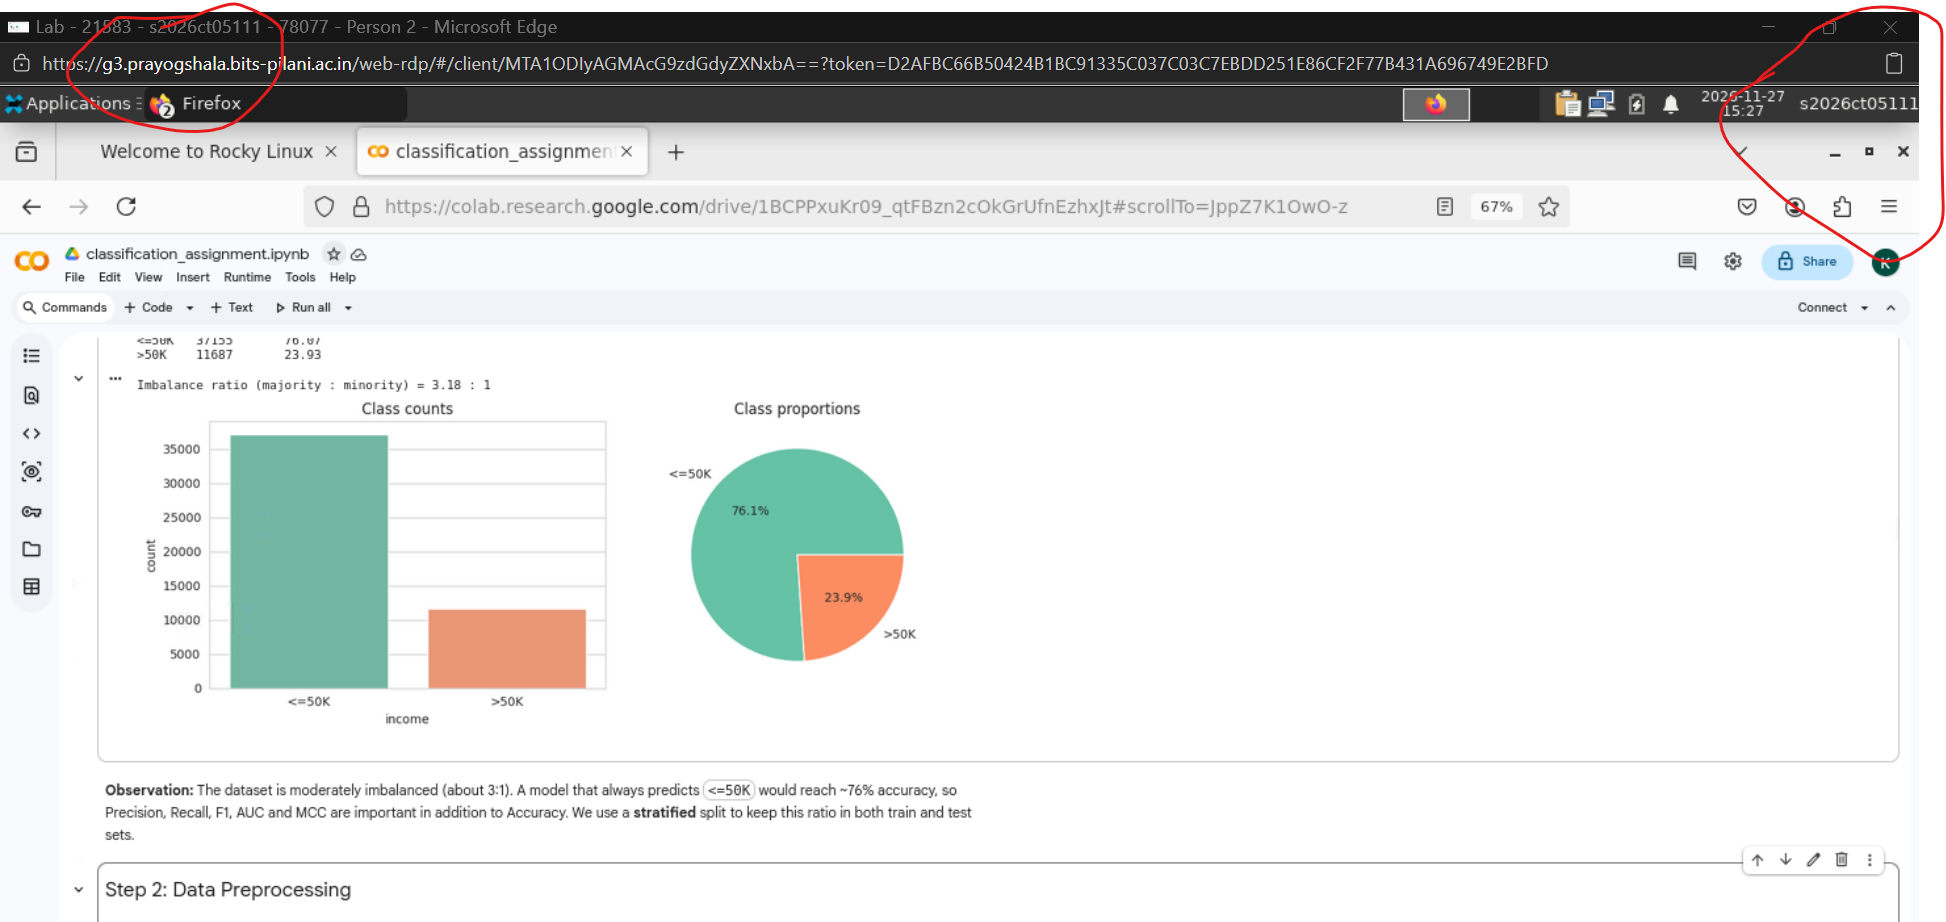 Lab - 21583 - s2026ct05111 - 78077 - Person 2 - Microsoft Edge
https://g3.prayogshala.bits-pilani.ac.in/web-rdp/#/client/MTA1ODIyAGMAcG9zdGdyZXNxbA==?token=D2AFBC66B50424B1BC91335C037C03C7EBDD251E86CF2F77B431A696749E2BFD
Applications Firefox 2026-11-27 15:27 s2026ct05111
Welcome to Rocky Linux classification_assignmen
https://colab.research.google.com/drive/1BCPPxuKr09_qtFBzn2cOkGrUfnEzhxJt#scrollTo=JppZ7K1OwO-z 67%
CO classification_assignment.ipynb
File Edit View Insert Runtime Tools Help Share K
Commands + Code + Text Run all Connect
<=50K 37155 76.07
>50K 11687 23.93
Imbalance ratio (majority : minority) = 3.18 : 1
Class counts
35000
30000
25000
20000
15000
10000
5000
0
count
<=50K >50K
income
Class proportions
<=50K
76.1%
23.9%
>50K
Observation: The dataset is moderately imbalanced (about 3:1). A model that always predicts <=50K would reach ~76% accuracy, so
Precision, Recall, F1, AUC and MCC are important in addition to Accuracy. We use a stratified split to keep this ratio in both train and test
sets.
Step 2: Data Preprocessing